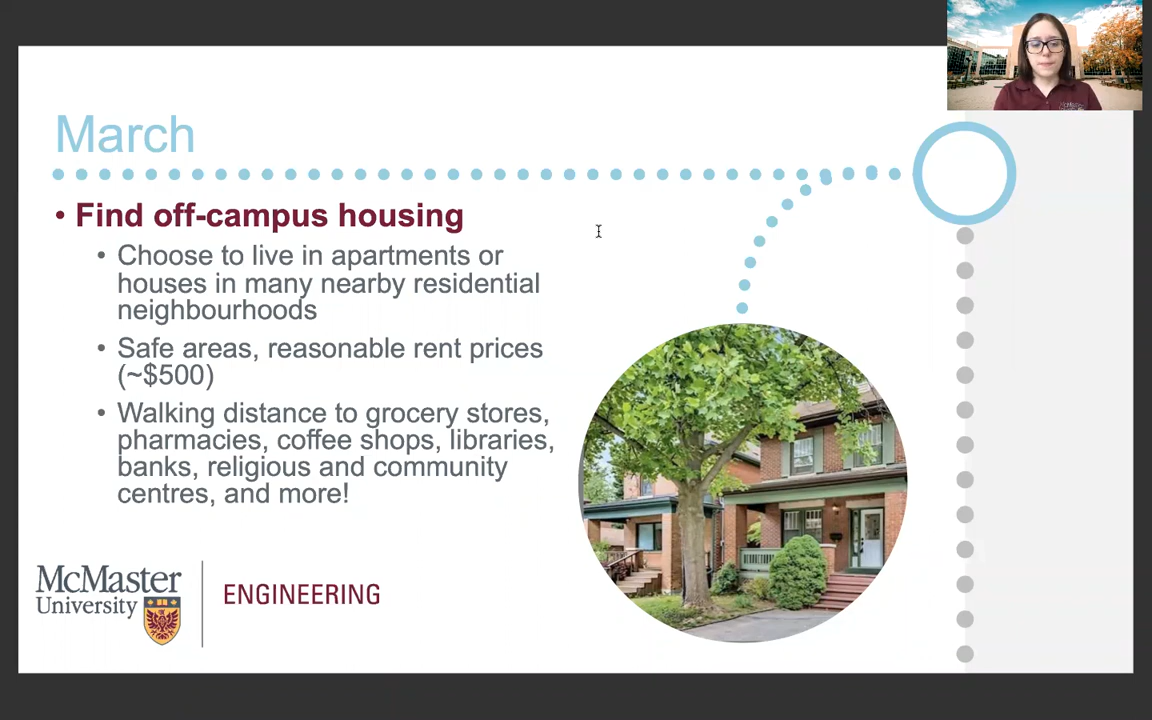 March
• Find off-campus housing
• Choose to live in apartments or
houses in many nearby residential
neighbourhoods
• Safe areas, reasonable rent prices
(~$500)
• Walking distance to grocery stores,
pharmacies, coffee shops, libraries,
banks, religious and community
centres, and more!
McMaster
University
ENGINEERING